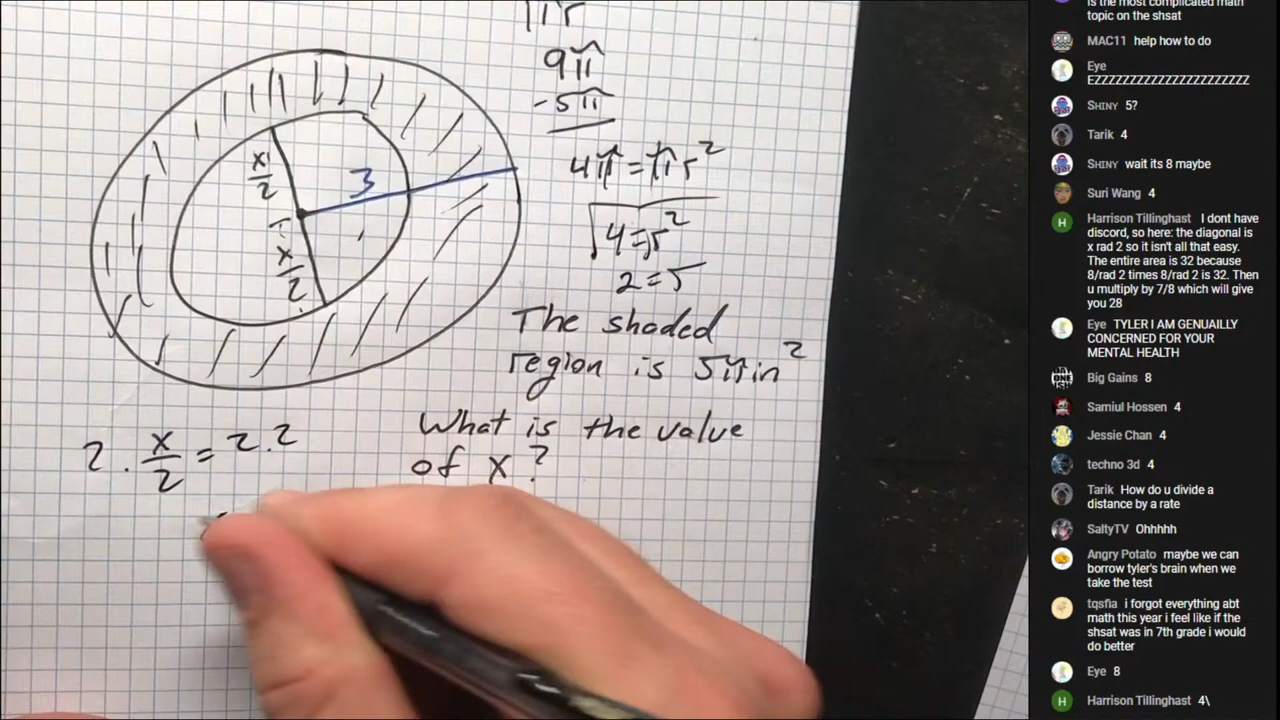 πr
9π
-5π
4π = πr²
4 = r²
2 = r
x
2
x
2
3
The shaded
region is 5π in²
What is the value
of x?
2 · x/2 = 2.2
is the most complicated math
topic on the shsat
MAC11 help how to do
Eye
EZZZZZZZZZZZZZZZZZZZZZZZ
SHINY 5?
Tarik 4
SHINY wait its 8 maybe
Suri Wang 4
H
Harrison Tillinghast I dont have
discord, so here: the diagonal is
x rad 2 so it isn't all that easy.
The entire area is 32 because
8/rad 2 times 8/rad 2 is 32. Then
u multiply by 7/8 which will give
you 28
Eye TYLER I AM GENUAILLY
CONCERNED FOR YOUR
MENTAL HEALTH
Big Gains 8
Samiul Hossen 4
Jessie Chan 4
techno 3d 4
Tarik How do u divide a
distance by a rate
SaltyTV Ohhhhh
Angry Potato maybe we can
borrow tyler's brain when we
take the test
tqsfia i forgot everything abt
math this year i feel like if the
shsat was in 7th grade i would
do better
Eye 8
H
Harrison Tillinghast 4\